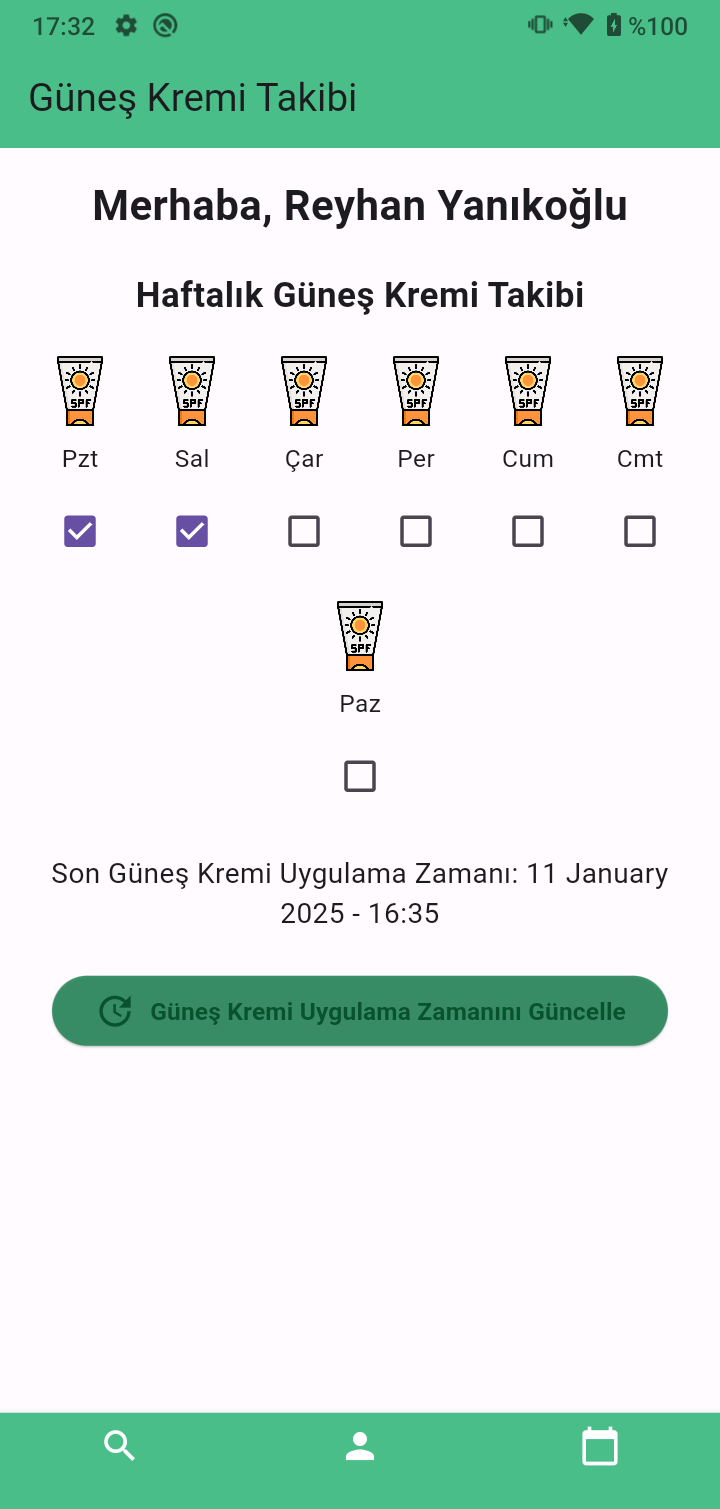 17:32 %100
Güneş Kremi Takibi
Merhaba, Reyhan Yanıkoğlu
Haftalık Güneş Kremi Takibi
SPF SPF SPF SPF SPF SPF
Pzt Sal Çar Per Cum Cmt
SPF
Paz
Son Güneş Kremi Uygulama Zamanı: 11 January
2025 - 16:35
Güneş Kremi Uygulama Zamanını Güncelle